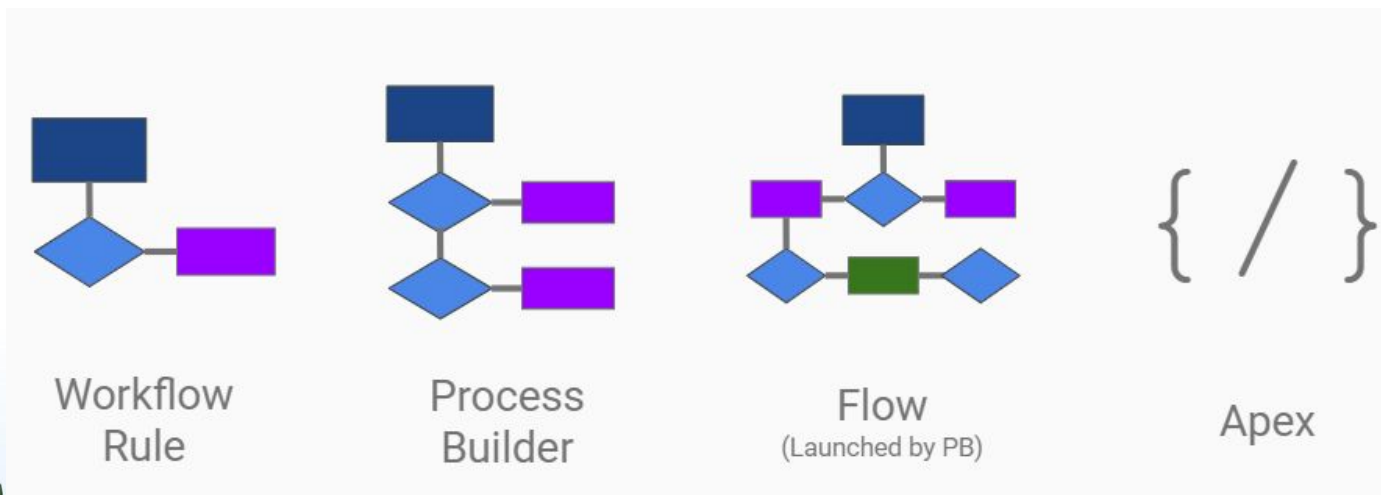 Workflow
Rule
Process
Builder
Flow
(Launched by PB)
{ / }
Apex